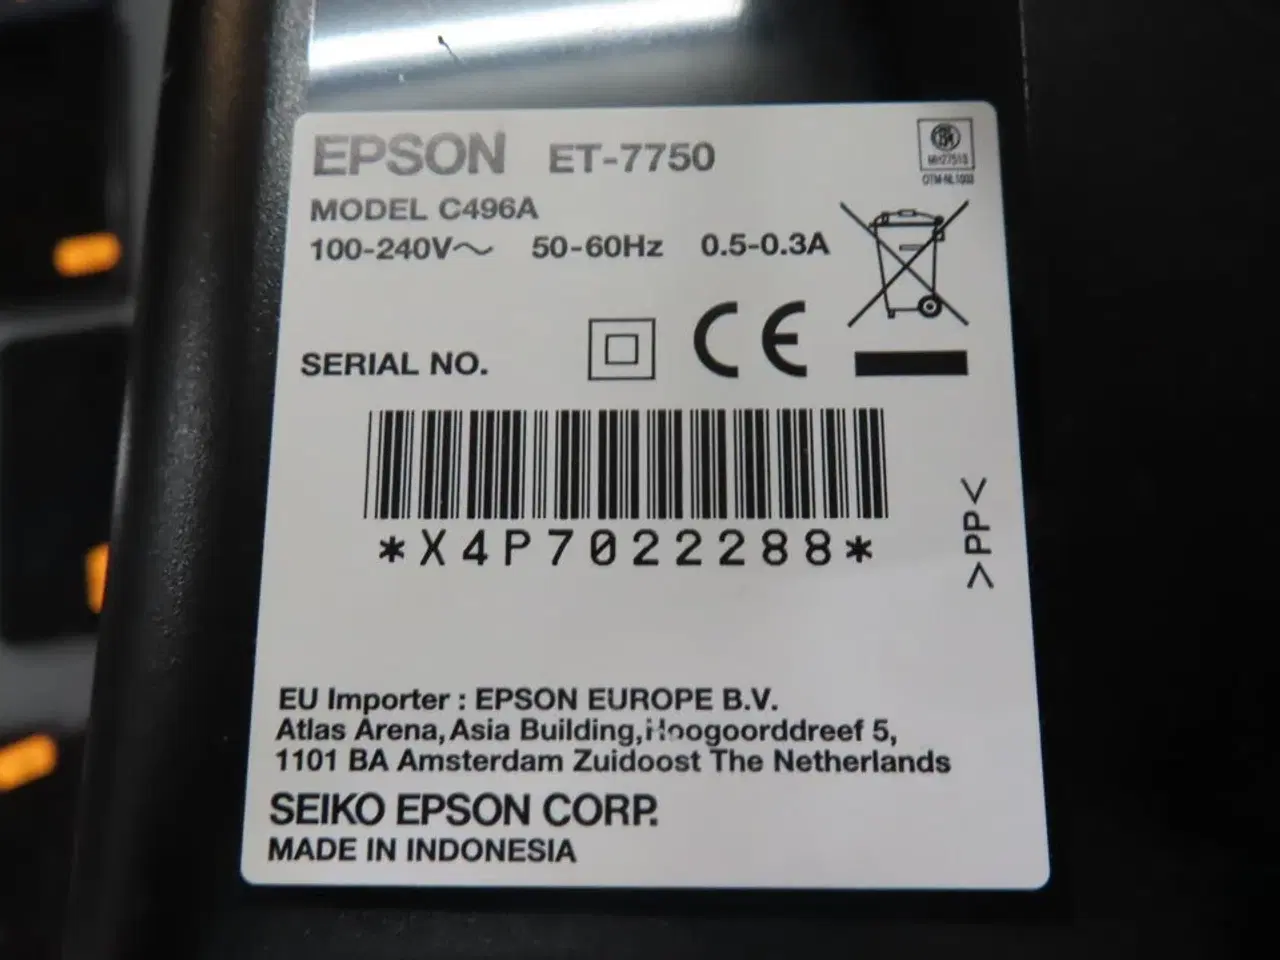 EPSON ET-7750
MODEL C496A
100-240V～ 50-60Hz 0.5-0.3A
SERIAL NO.
CE
*X4P7022288*
>PP<
EU Importer : EPSON EUROPE B.V.
Atlas Arena, Asia Building, Hoogoorddreef 5,
1101 BA Amsterdam Zuidoost The Netherlands
SEIKO EPSON CORP.
MADE IN INDONESIA